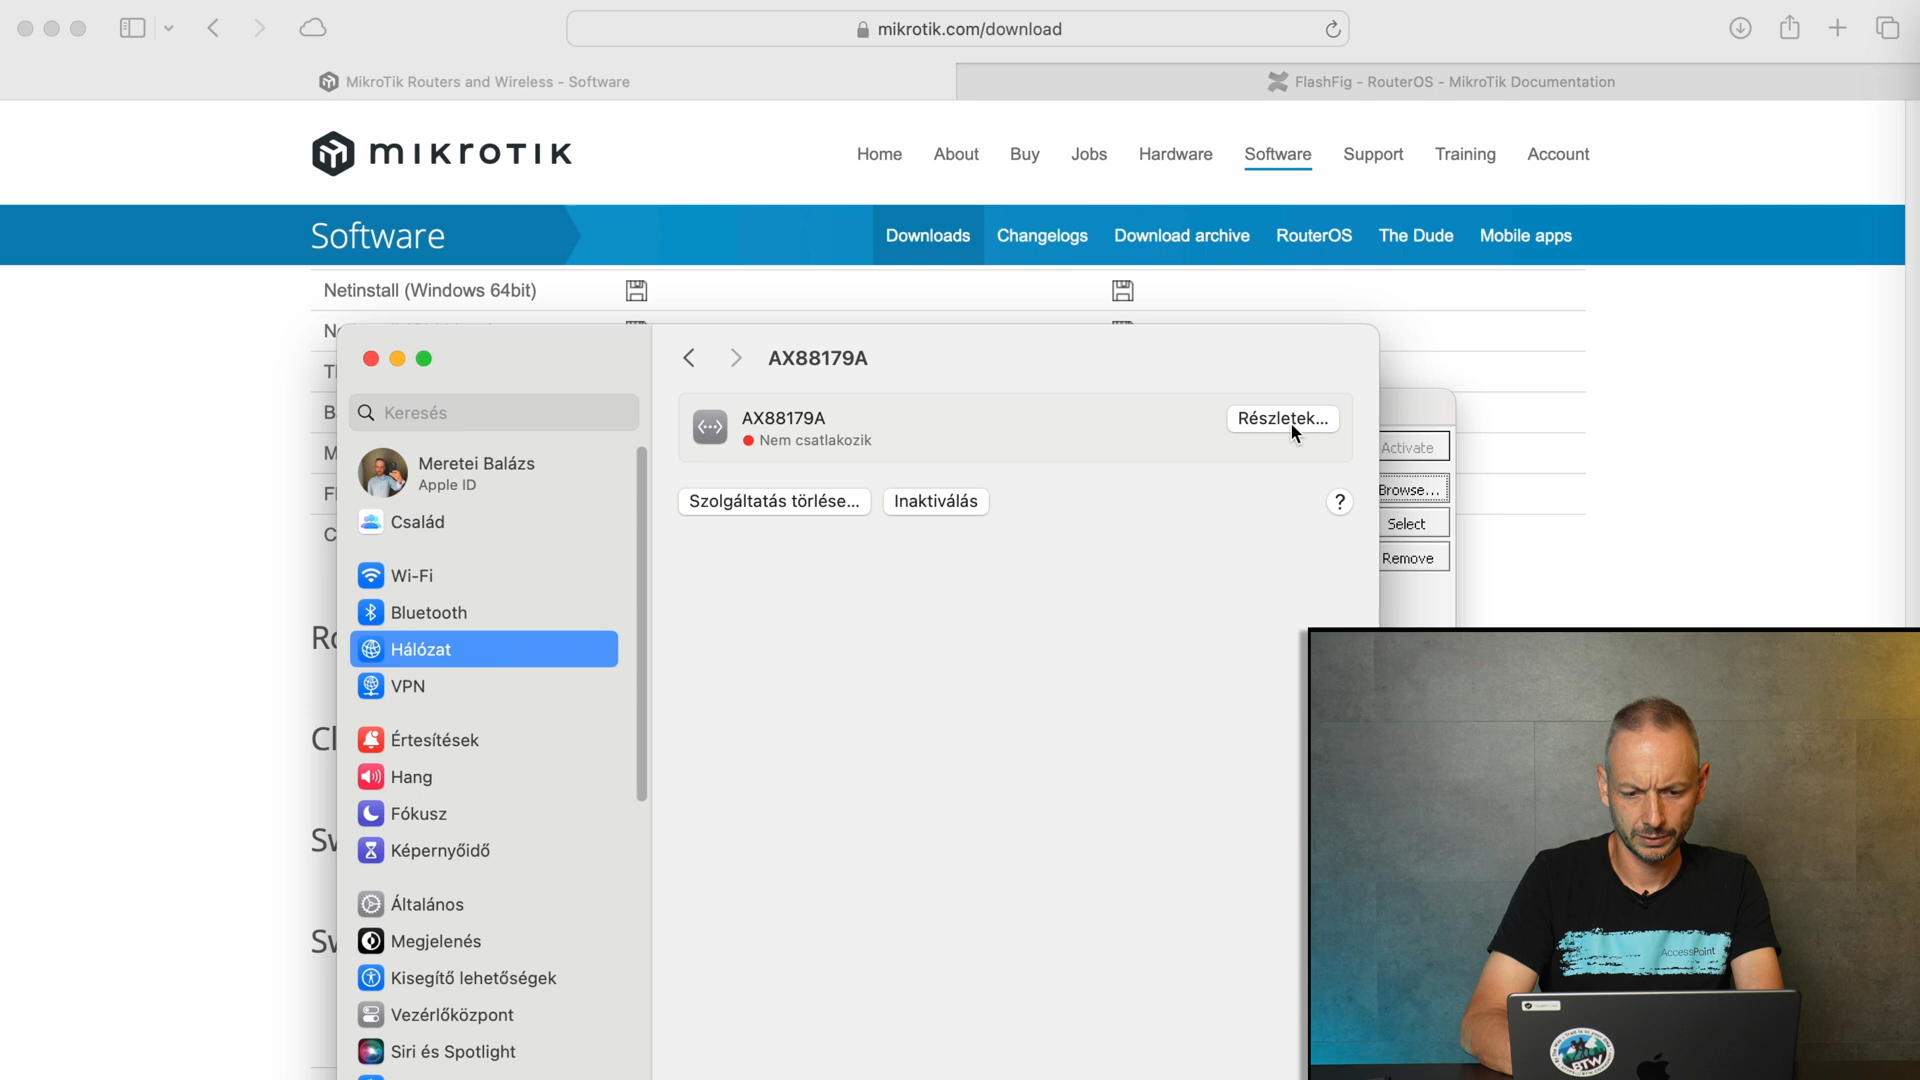 mikrotik.com/download
MikroTik Routers and Wireless - Software
FlashFig - RouterOS - MikroTik Documentation
mikrotik
Home About Buy Jobs Hardware Software Support Training Account
Software
Downloads Changelogs Download archive RouterOS The Dude Mobile apps
Netinstall (Windows 64bit)
AX88179A
Keresés
AX88179A
Nem csatlakozik
Részletek...
Szolgáltatás törlése...
Inaktiválás
?
Meretei Balázs
Apple ID
Család
Wi-Fi
Bluetooth
Hálózat
VPN
Értesítések
Hang
Fókusz
Képernyőidő
Általános
Megjelenés
Kisegítő lehetőségek
Vezérlőközpont
Siri és Spotlight
Activate
Browse...
Select
Remove
AccessPoint
BTW